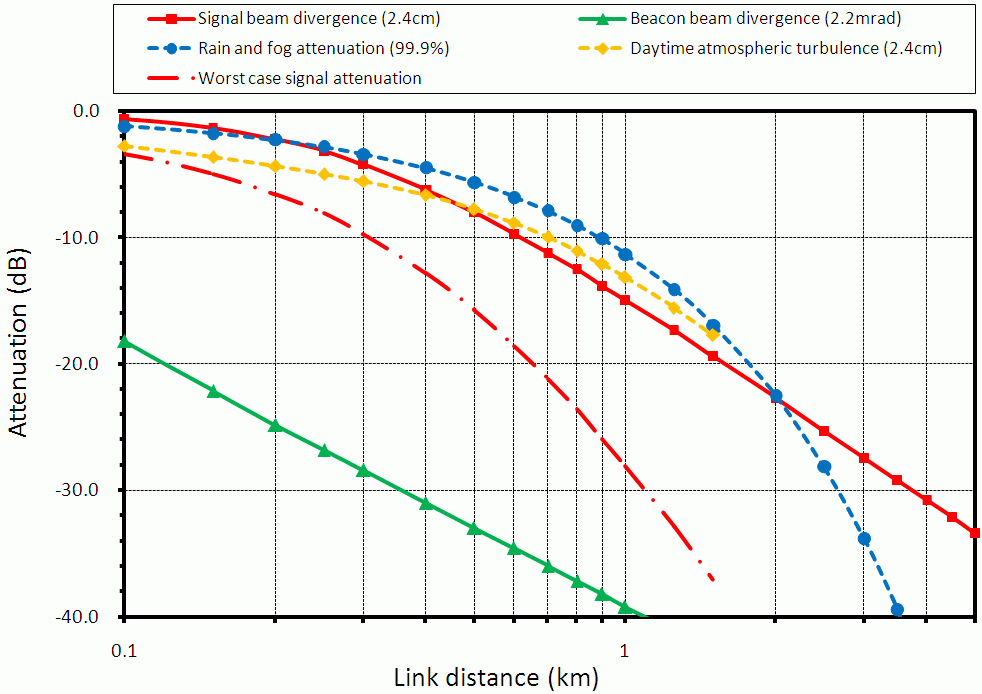 Signal beam divergence (2.4cm)
Beacon beam divergence (2.2mrad)
Rain and fog attenuation (99.9%)
Daytime atmospheric turbulence (2.4cm)
Worst case signal attenuation
0.0
-10.0
-20.0
-30.0
-40.0
Attenuation (dB)
0.1
1
Link distance (km)